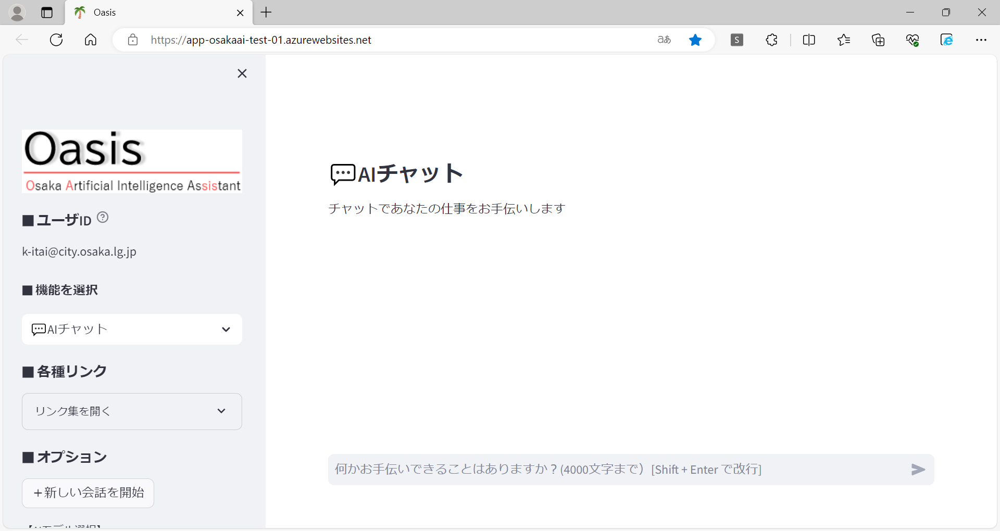 Oasis
https://app-osakaai-test-01.azurewebsites.net
aあ
S
Oasis
Osaka Artificial Intelligence Assistant
■ ユーザID
k-itai@city.osaka.lg.jp
■ 機能を選択
AIチャット
■ 各種リンク
リンク集を開く
■ オプション
＋新しい会話を開始
AIチャット
チャットであなたの仕事をお手伝いします
何かお手伝いできることはありますか？(4000文字まで）[Shift + Enter で改行]